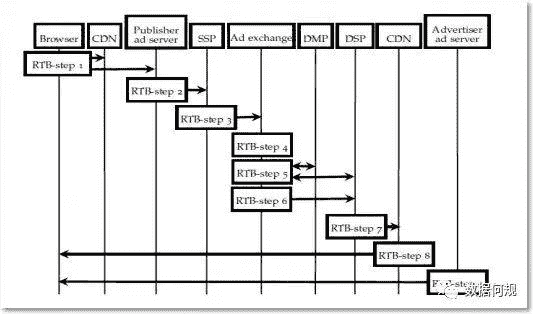 Browser
CDN
Publisher
ad server
SSP
Ad exchange
DMP
DSP
CDN
Advertiser
ad server
RTB-step 1
RTB-step 2
RTB-step 3
RTB-step 4
RTB-step 5
RTB-step 6
RTB-step 7
RTB-step 8
数据何规